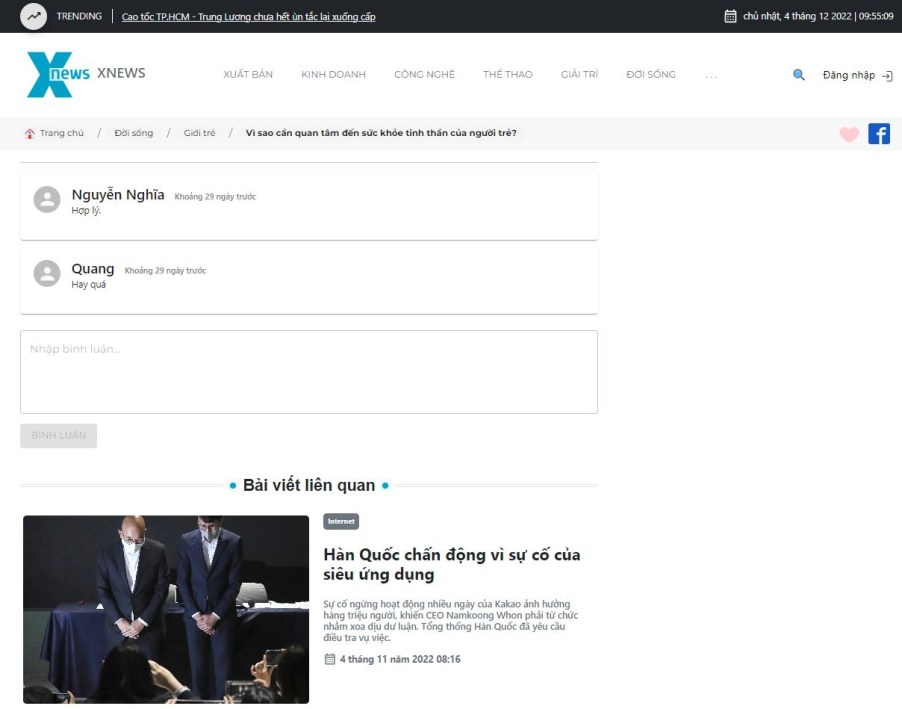 TRENDING Cao tốc TP.HCM - Trung Lương chưa hết ùn tắc lại xuống cấp chủ nhật, 4 tháng 12 2022 | 09:55:09
Xnews XNEWS XUẤT BẢN KINH DOANH CÔNG NGHỆ THỂ THAO GIẢI TRÍ ĐỜI SỐNG ... Đăng nhập
Trang chủ / Đời sống / Giới trẻ / Vì sao cần quan tâm đến sức khỏe tinh thần của người trẻ?
Nguyễn Nghĩa Khoảng 29 ngày trước
Hợp lý.
Quang Khoảng 29 ngày trước
Hay quá
Nhập bình luận...
BÌNH LUẬN
Bài viết liên quan
Internet
Hàn Quốc chấn động vì sự cố của
siêu ứng dụng
Sự cố ngừng hoạt động nhiều ngày của Kakao ảnh hưởng
hàng triệu người, khiến CEO Namkoong Whon phải từ chức
nhằm xoa dịu dư luận. Tổng thống Hàn Quốc đã yêu cầu
điều tra vụ việc.
4 tháng 11 năm 2022 08:16